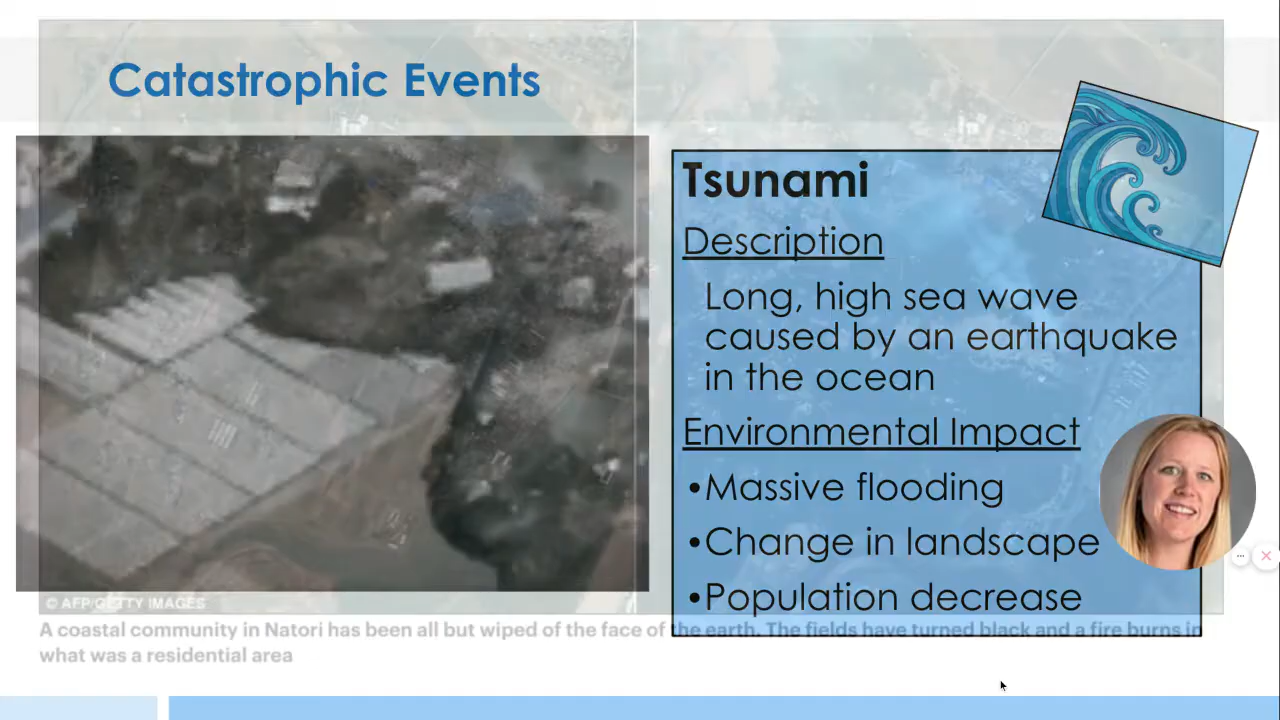 Catastrophic Events
Tsunami
Description
Long, high sea wave
caused by an earthquake
in the ocean
Environmental Impact
•Massive flooding
•Change in landscape
•Population decrease
© AFP/GETTY IMAGES
A coastal community in Natori has been all but wiped of the face of the earth. The fields have turned black and a fire burns in
what was a residential area